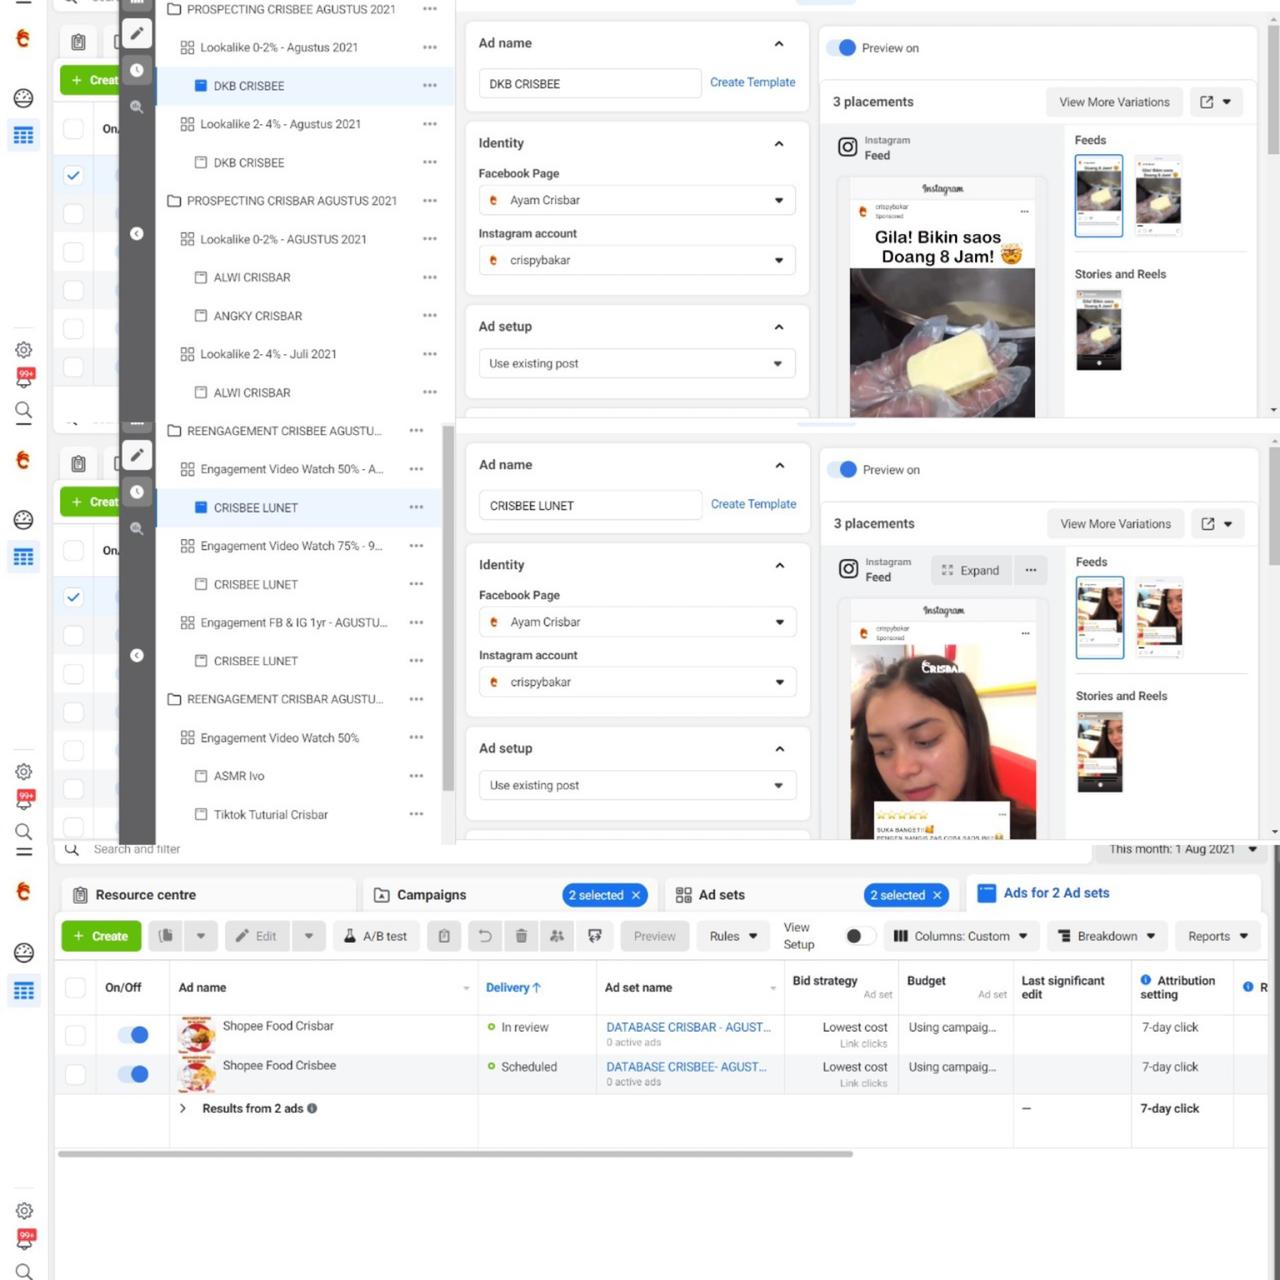 PROSPECTING CRISBEE AGUSTUS 2021
Lookalike 0-2% - Agustus 2021
DKB CRISBEE
Lookalike 2- 4% - Agustus 2021
DKB CRISBEE
PROSPECTING CRISBAR AGUSTUS 2021
Lookalike 0-2% - AGUSTUS 2021
ALWI CRISBAR
ANGKY CRISBAR
Lookalike 2- 4% - Juli 2021
ALWI CRISBAR
+ Creat
On/
99+
Ad name
DKB CRISBEE
Create Template
Identity
Facebook Page
Ayam Crisbar
Instagram account
crispybakar
Ad setup
Use existing post
Preview on
3 placements
View More Variations
Instagram
Feed
Instagram
crispybakar
Sponsored
Gila! Bikin saos
Doang 8 Jam!
Feeds
Stories and Reels
REENGAGEMENT CRISBEE AGUSTU...
Engagement Video Watch 50% - A...
CRISBEE LUNET
Engagement Video Watch 75% - 9...
CRISBEE LUNET
Engagement FB & IG 1yr - AGUSTU...
CRISBEE LUNET
REENGAGEMENT CRISBAR AGUSTU...
Engagement Video Watch 50%
ASMR Ivo
Tiktok Tuturial Crisbar
+ Creat
On/
99+
Ad name
CRISBEE LUNET
Create Template
Identity
Facebook Page
Ayam Crisbar
Instagram account
crispybakar
Ad setup
Use existing post
Preview on
3 placements
View More Variations
Instagram
Feed
Expand
Instagram
crispybakar
Sponsored
CRISBAR
SUKA BANGET!!
Feeds
Stories and Reels
Search and filter
This month: 1 Aug 2021
Resource centre
Campaigns
2 selected ×
Ad sets
2 selected ×
Ads for 2 Ad sets
+ Create
Edit
A/B test
Preview
Rules
View Setup
Columns: Custom
Breakdown
Reports
On/Off
Ad name
Delivery ↑
Ad set name
Bid strategy
Ad set
Budget
Ad set
Last significant edit
Attribution setting
R
Shopee Food Crisbar
In review
DATABASE CRISBAR - AGUST...
0 active ads
Lowest cost
Link clicks
Using campaig...
7-day click
Shopee Food Crisbee
Scheduled
DATABASE CRISBEE- AGUST...
0 active ads
Lowest cost
Link clicks
Using campaig...
7-day click
Results from 2 ads
—
7-day click
99+